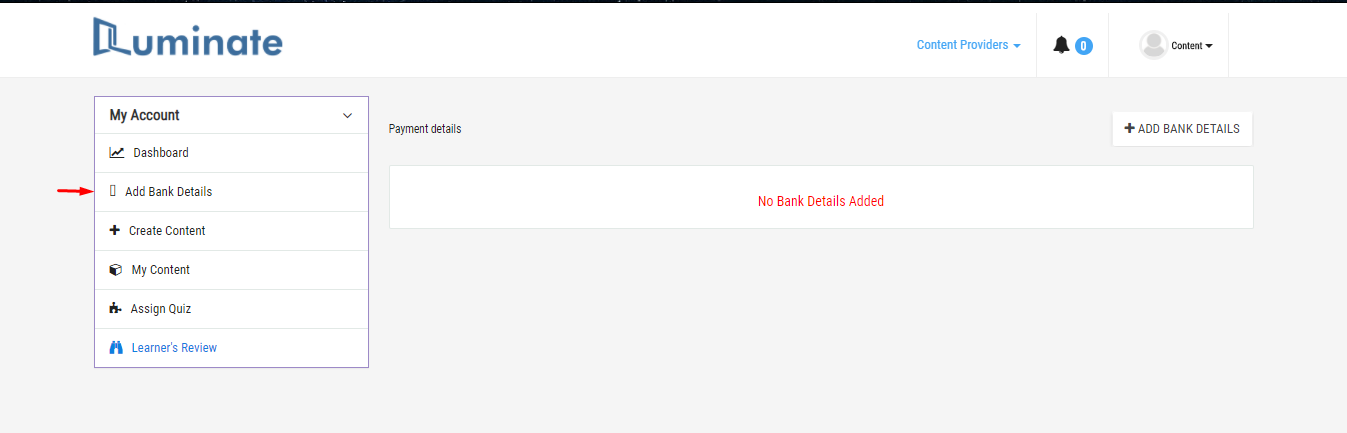 Luminate
Content Providers
0
Content
My Account
Dashboard
Add Bank Details
Create Content
My Content
Assign Quiz
Learner's Review
Payment details
ADD BANK DETAILS
No Bank Details Added